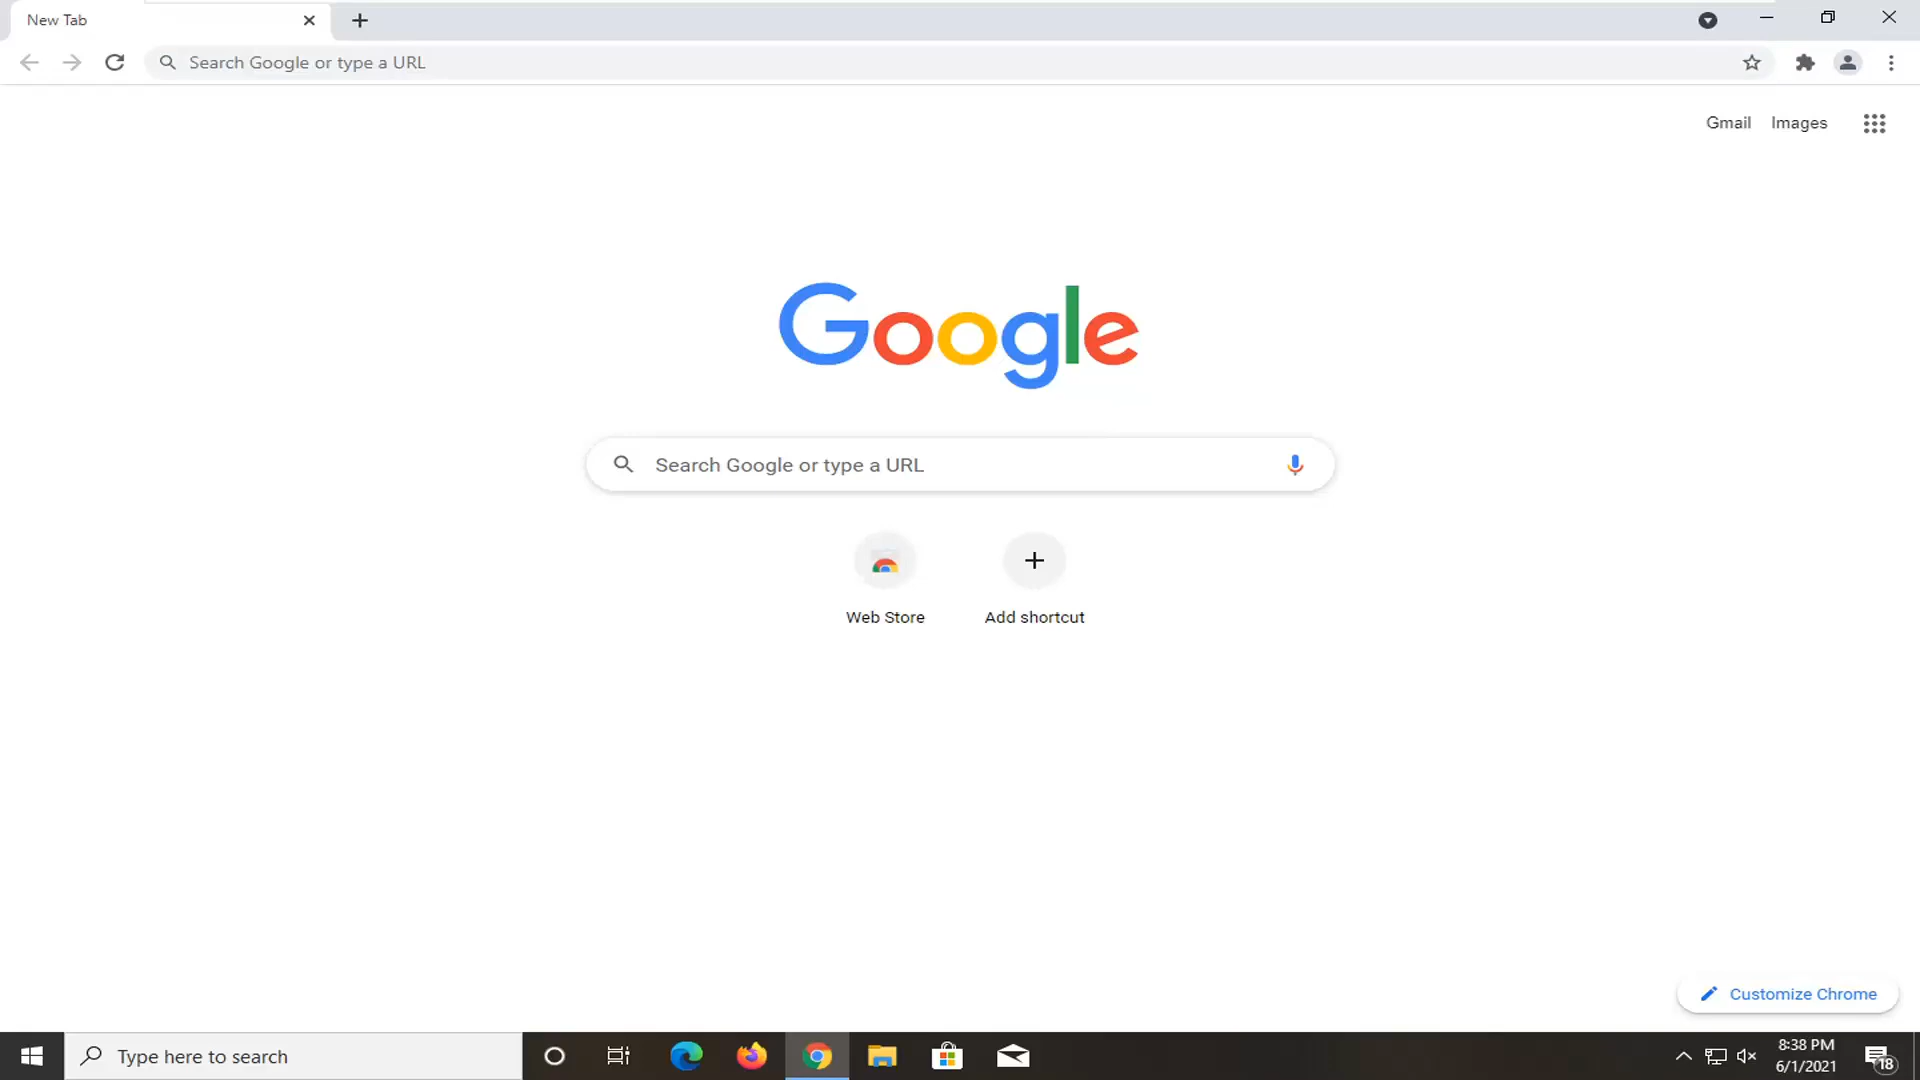 New Tab
Search Google or type a URL
Gmail Images
Google
Search Google or type a URL
Web Store Add shortcut
Customize Chrome
Type here to search
8:38 PM
6/1/2021
18